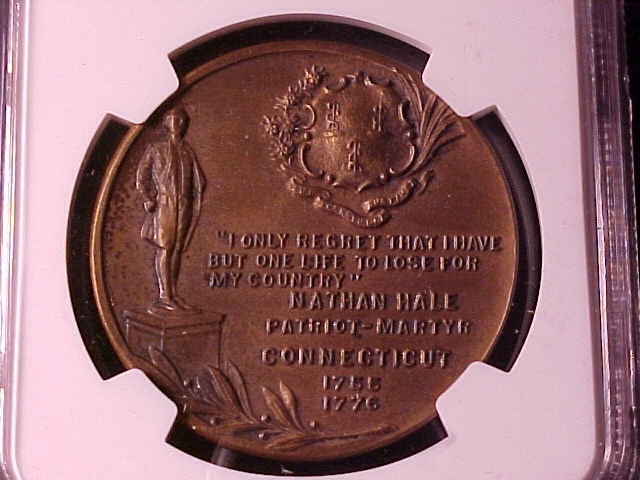 "I ONLY REGRET THAT I HAVE
BUT ONE LIFE TO LOSE FOR
MY COUNTRY"
NATHAN HALE
PATRIOT-MARTYR
CONNECTICUT
1755
1776